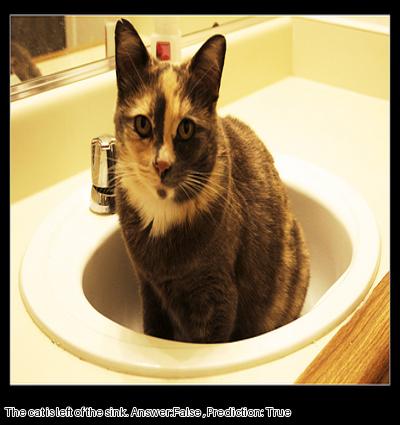 The cat is left of the sink. Answer:False, Prediction: True